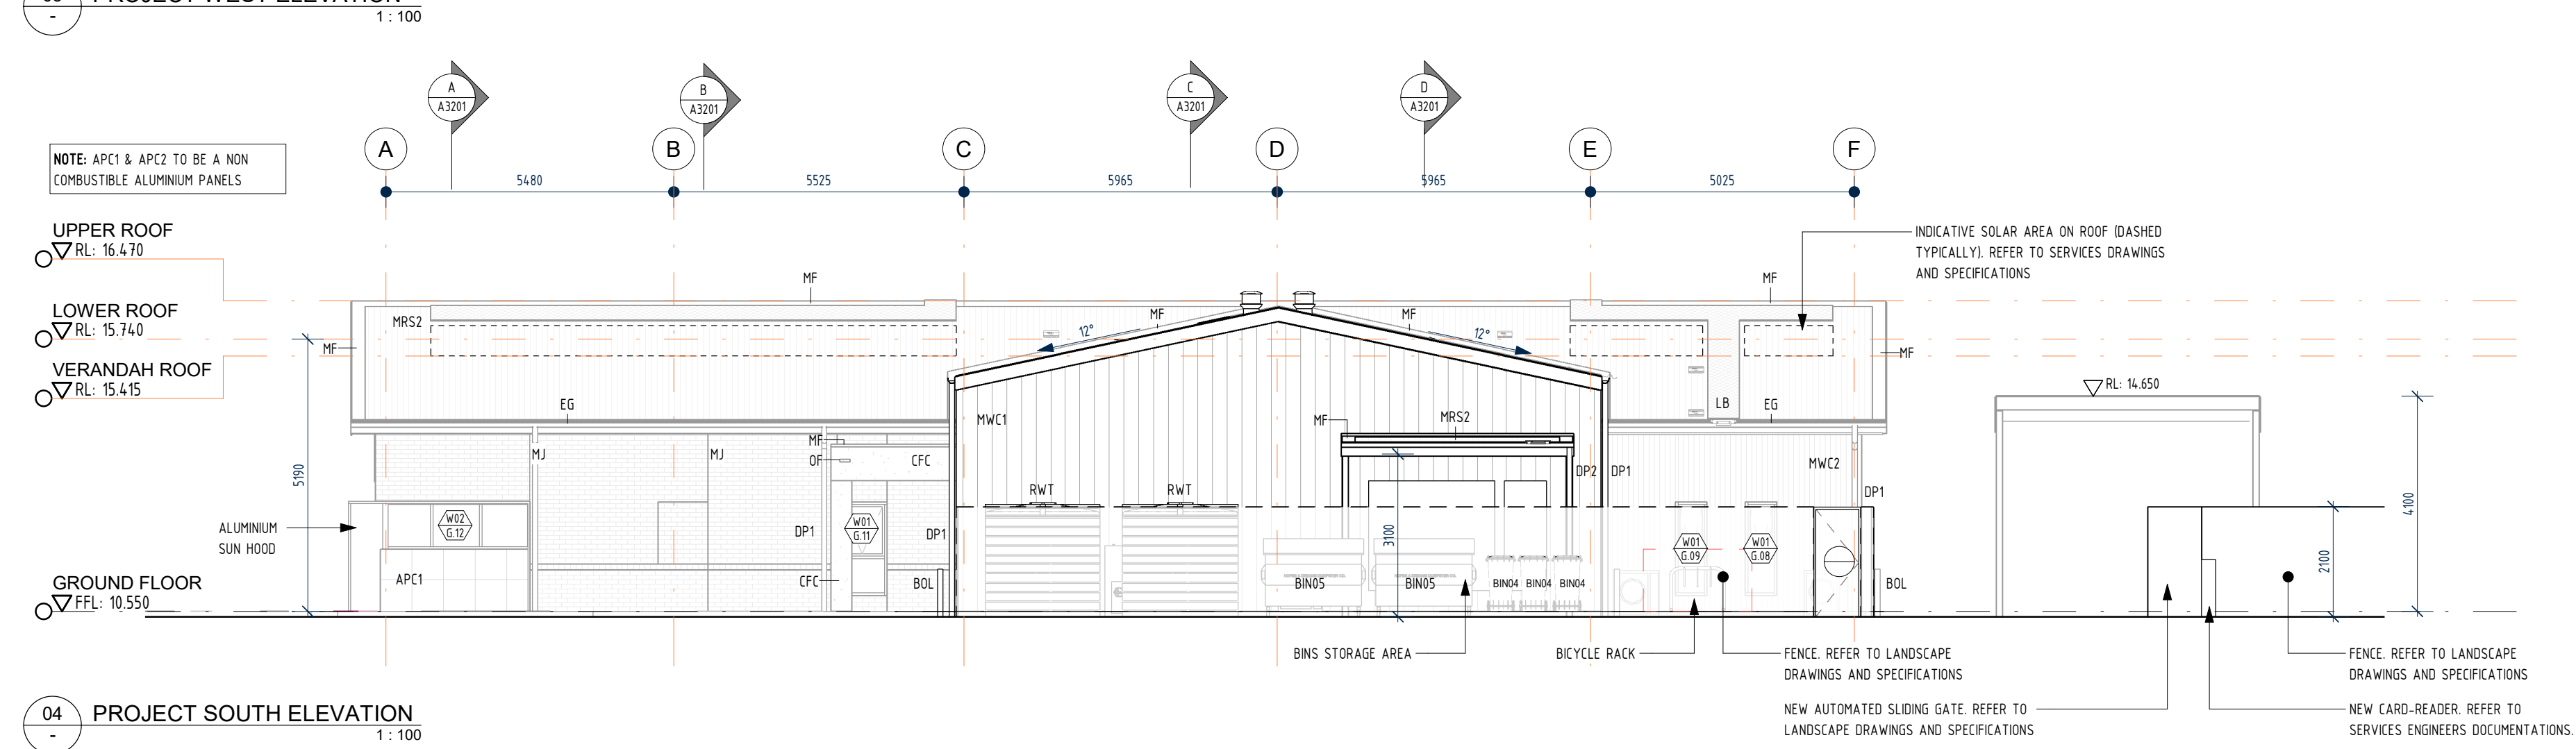 PROJECT WEST ELEVATION
-
1 : 100
A
A3201
B
A3201
C
A3201
D
A3201
A
B
C
D
E
F
NOTE: APC1 & APC2 TO BE A NON
COMBUSTIBLE ALUMINIUM PANELS
5480
5525
5965
5965
5025
UPPER ROOF
RL: 16.470
INDICATIVE SOLAR AREA ON ROOF (DASHED
TYPICALLY). REFER TO SERVICES DRAWINGS
AND SPECIFICATIONS
MF
MF
LOWER ROOF
RL: 15.740
MRS2
MF
MF
12°
12°
MF
MF
VERANDAH ROOF
RL: 15.415
RL: 14.650
EG
LB
EG
MWC1
MF
MRS2
MF
OF
CFC
MJ
MJ
MWC2
5190
DP2
DP1
RWT
RWT
DP1
4100
ALUMINIUM
SUN HOOD
W02
G.12
DP1
W01
G.11
DP1
3100
W01
G.09
W01
G.08
2100
GROUND FLOOR
FFL: 10.550
APC1
CFC
BOL
BIN05
BIN05
BIN04
BIN04
BIN04
BOL
BINS STORAGE AREA
BICYCLE RACK
FENCE. REFER TO LANDSCAPE
DRAWINGS AND SPECIFICATIONS
FENCE. REFER TO LANDSCAPE
DRAWINGS AND SPECIFICATIONS
NEW AUTOMATED SLIDING GATE. REFER TO
LANDSCAPE DRAWINGS AND SPECIFICATIONS
NEW CARD-READER. REFER TO
SERVICES ENGINEERS DOCUMENTATIONS.
04
-
PROJECT SOUTH ELEVATION
1 : 100